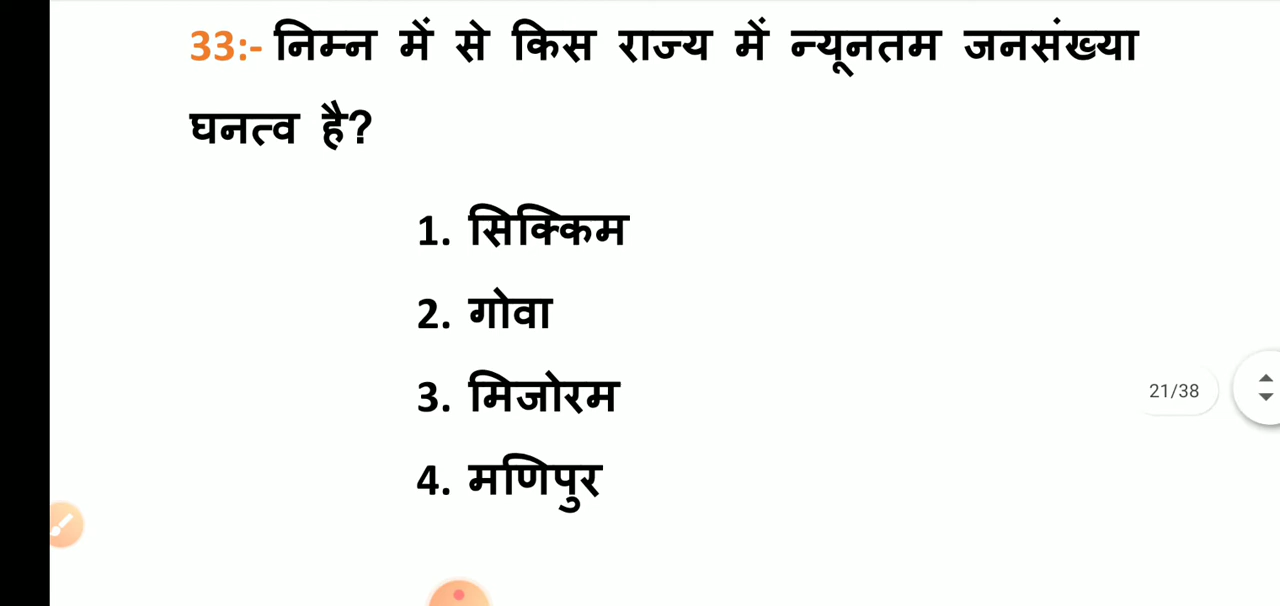 33:- निम्न में से किस राज्य में न्यूनतम जनसंख्या
घनत्व है?
1. सिक्किम
2. गोवा
3. मिजोरम
4. मणिपुर
21/38